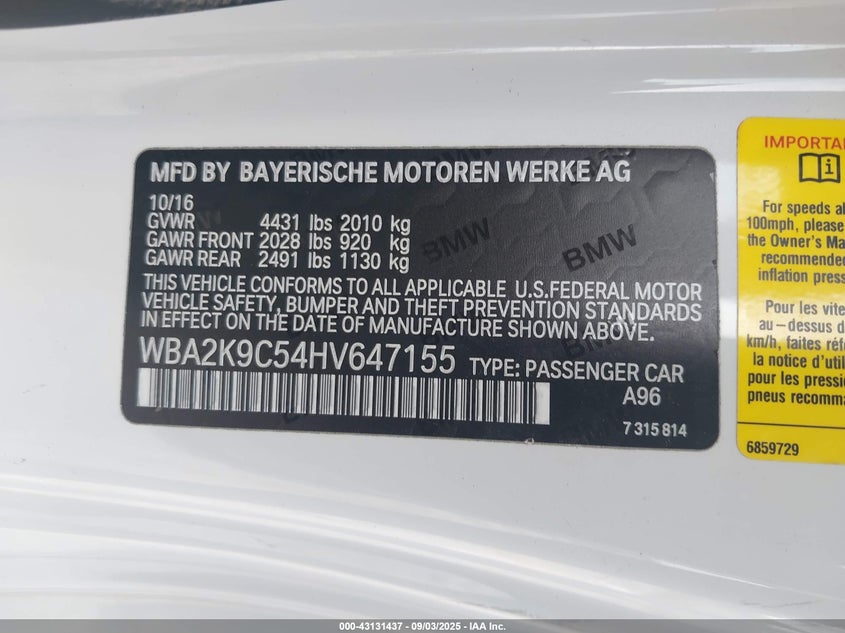 MFD BY BAYERISCHE MOTOREN WERKE AG
10/16
GVWR 4431 lbs 2010 kg
GAWR FRONT 2028 lbs 920 kg
GAWR REAR 2491 lbs 1130 kg
THIS VEHICLE CONFORMS TO ALL APPLICABLE U.S.FEDERAL MOTOR
VEHICLE SAFETY, BUMPER AND THEFT PREVENTION STANDARDS
IN EFFECT ON THE DATE OF MANUFACTURE SHOWN ABOVE.
WBA2K9C54HV647155 TYPE: PASSENGER CAR
A96
7 315 814
BMW
BMW
BMW
IMPORTA
For speeds a
100mph, please
the Owner's Ma
recommended
inflation press
Pour les vite
au-dessus d
km/h, faites réf
la notice d'util
pour les pressi
pneus recomma
6859729
000-43131437 - 09/03/2025 - IAA Inc.